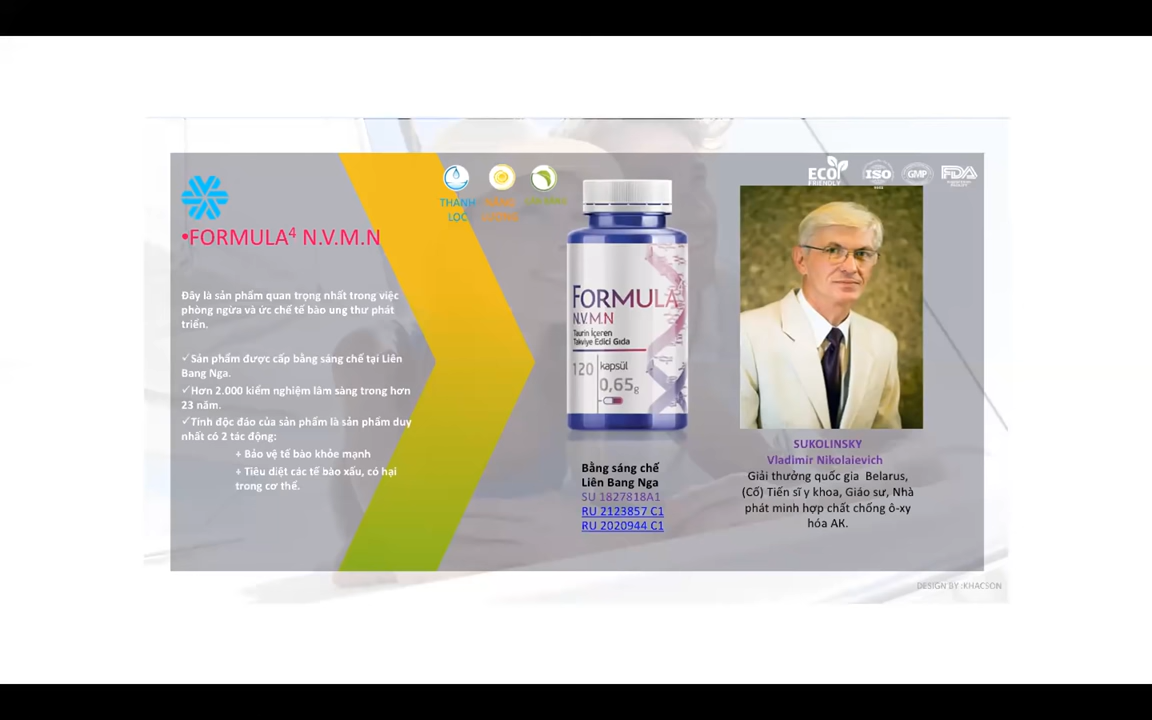 THANH
LỌC
ECO
FRIENDLY
ISO
GMP
FDA
•FORMULA⁴ N.V.M.N
Đây là sản phẩm quan trọng nhất trong việc
phòng ngừa và ức chế tế bào ung thư phát
triển.
✓Sản phẩm được cấp bằng sáng chế tại Liên
Bang Nga.
✓Hơn 2.000 kiểm nghiệm lâm sàng trong hơn
23 năm.
✓Tính độc đáo của sản phẩm là sản phẩm duy
nhất có 2 tác động:
+ Bảo vệ tế bào khỏe mạnh
+ Tiêu diệt các tế bào xấu, có hại
trong cơ thể.
FORMULA
N.V.M.N
Taurin İçeren
Takviye Edici Gıda
120 kapsül
0,65g
Bằng sáng chế
Liên Bang Nga
SU 1827818A1
RU 2123857 C1
RU 2020944 C1
SUKOLINSKY
Vladimir Nikolaievich
Giải thưởng quốc gia Belarus,
(Cố) Tiến sĩ y khoa, Giáo sư, Nhà
phát minh hợp chất chống ô-xy
hóa AK.
DESIGN BY :KHACSON